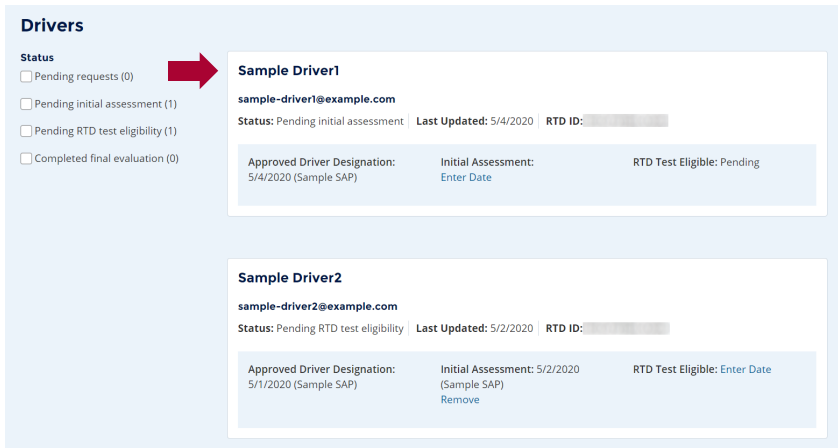 Drivers
Status
Pending requests (0)
Pending initial assessment (1)
Pending RTD test eligibility (1)
Completed final evaluation (0)
Sample Driver1
sample-driver1@example.com
Status: Pending initial assessment Last Updated: 5/4/2020 RTD ID:
Approved Driver Designation: Initial Assessment: RTD Test Eligible: Pending
5/4/2020 (Sample SAP) Enter Date
Sample Driver2
sample-driver2@example.com
Status: Pending RTD test eligibility Last Updated: 5/2/2020 RTD ID:
Approved Driver Designation: Initial Assessment: 5/2/2020 RTD Test Eligible: Enter Date
5/1/2020 (Sample SAP) (Sample SAP)
Remove